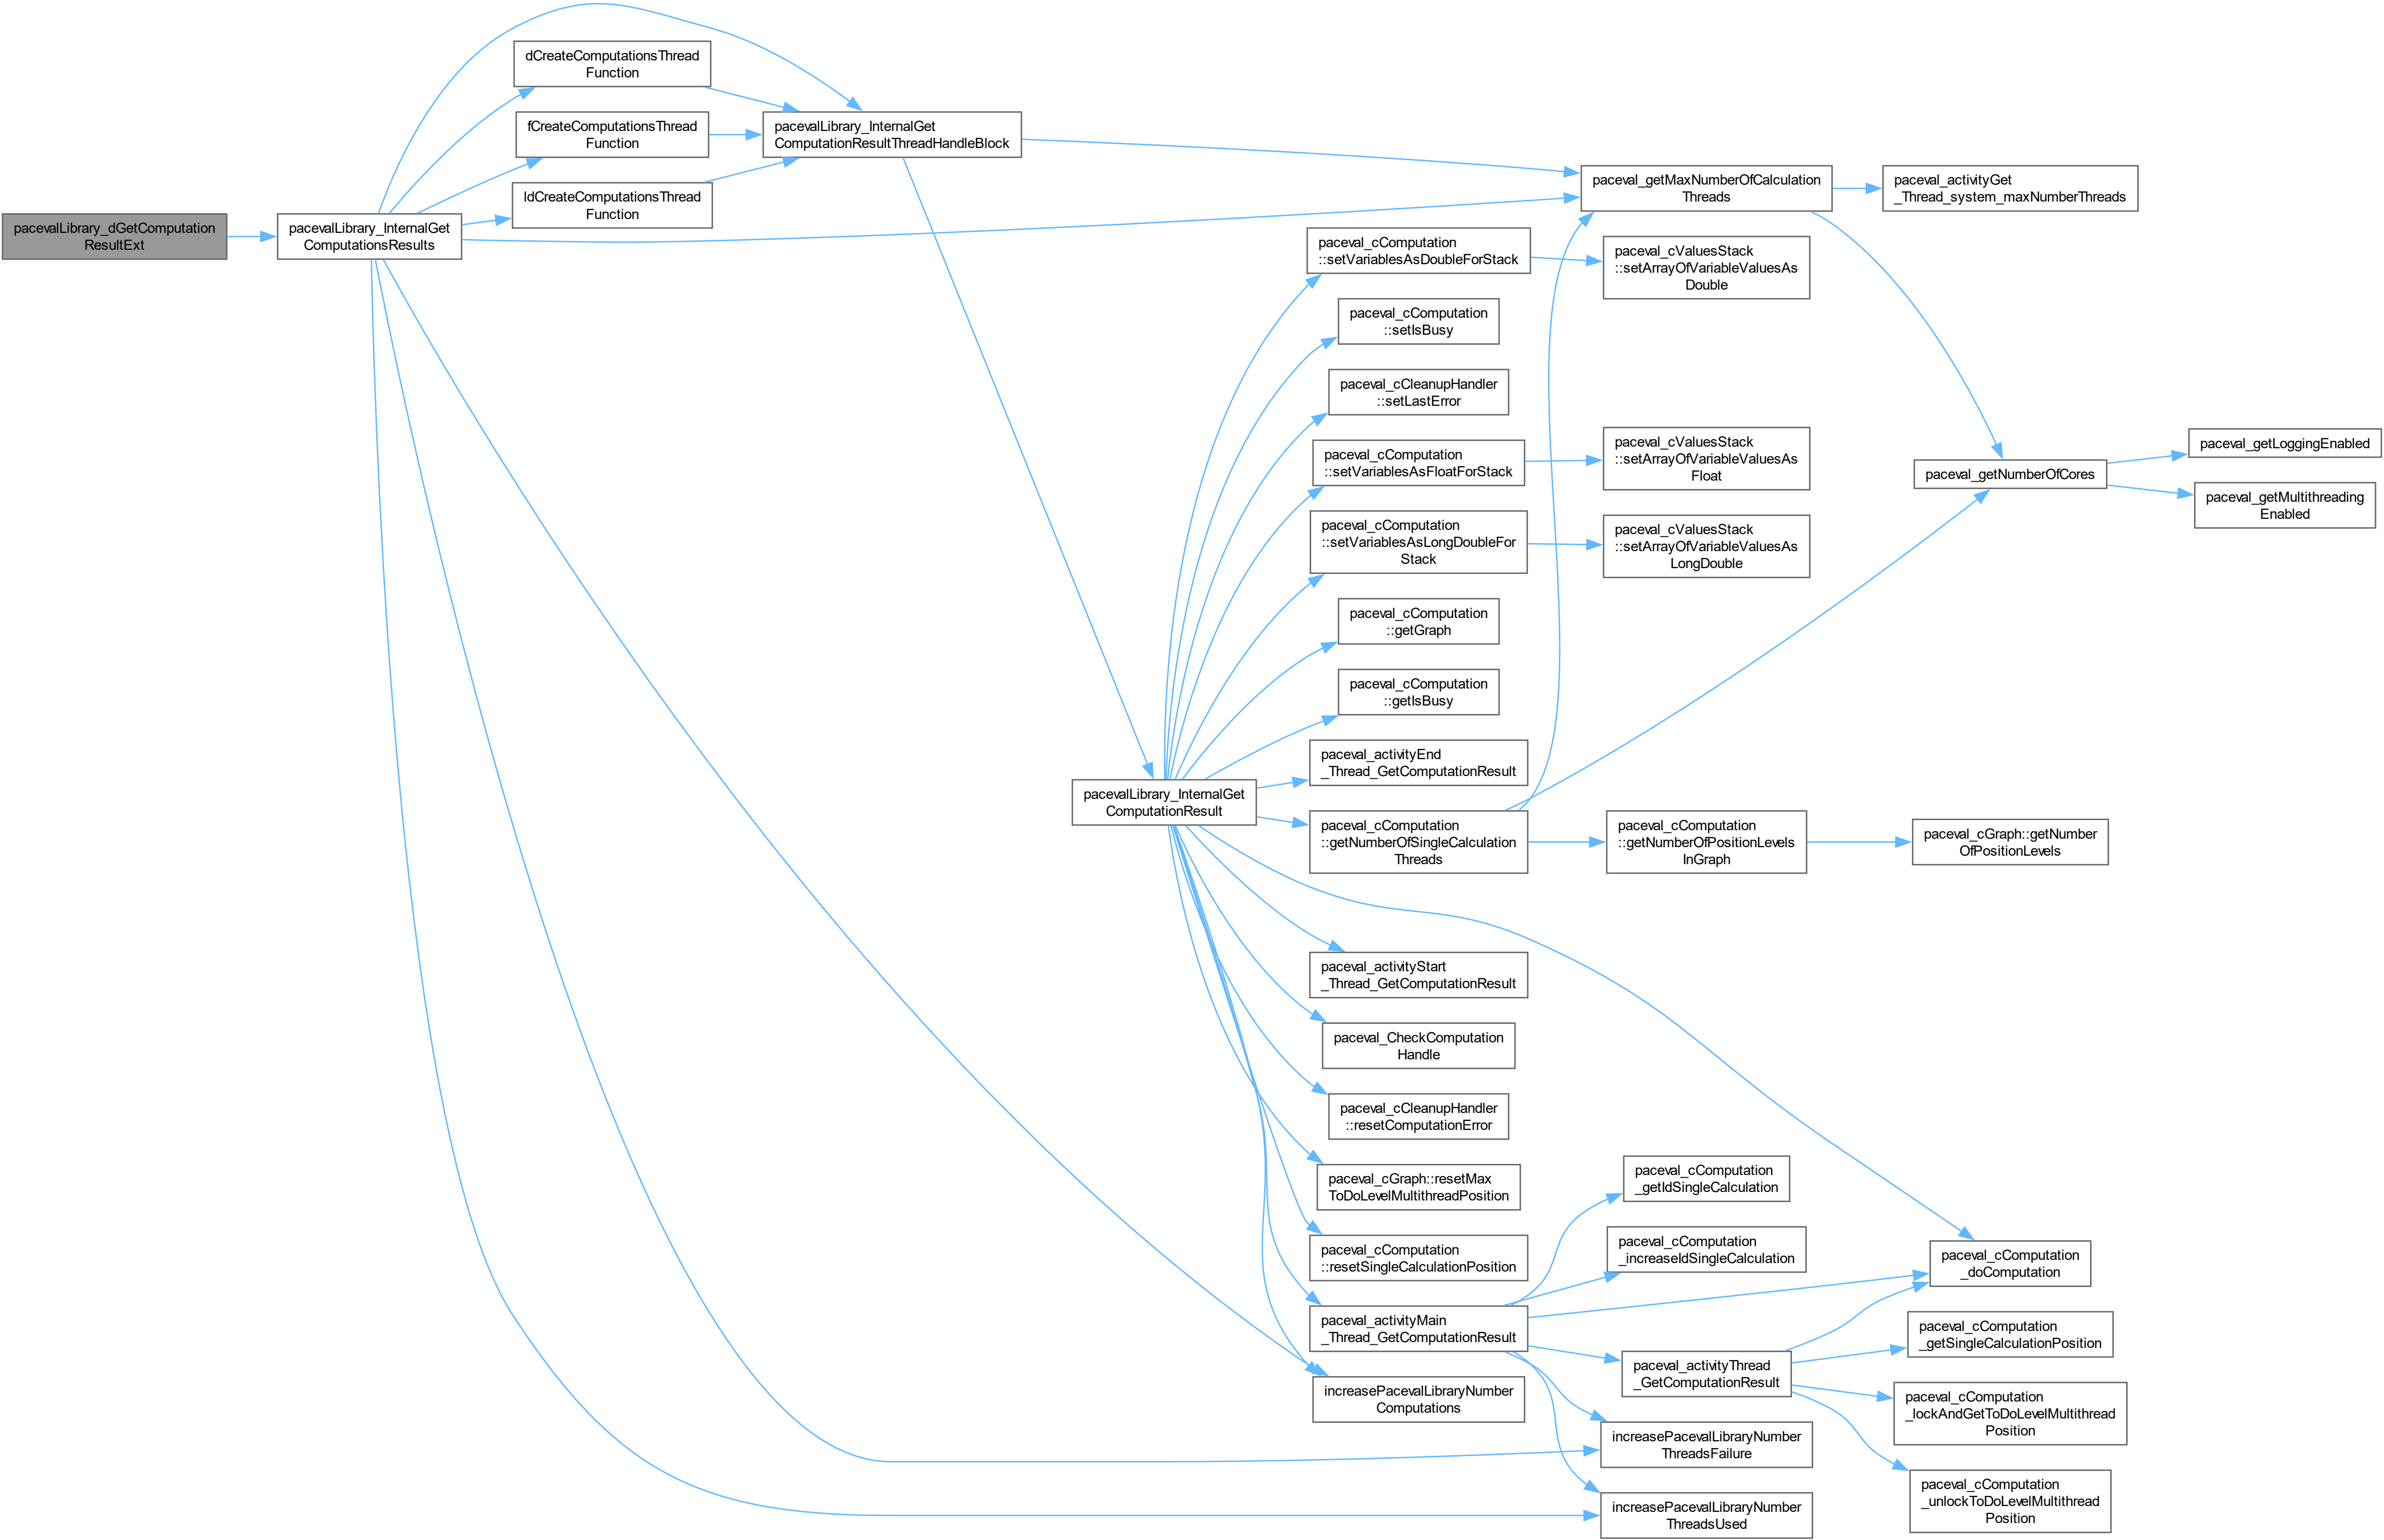 pacevalLibrary_dGetComputation
ResultExt
pacevalLibrary_InternalGet
ComputationsResults
dCreateComputationsThread
Function
fCreateComputationsThread
Function
ldCreateComputationsThread
Function
pacevalLibrary_InternalGet
ComputationResultThreadHandleBlock
pacevalLibrary_InternalGet
ComputationResult
paceval_cComputation
::setVariablesAsDoubleForStack
paceval_cComputation
::setIsBusy
paceval_cCleanupHandler
::setLastError
paceval_cComputation
::setVariablesAsFloatForStack
paceval_cComputation
::setVariablesAsLongDoubleFor
Stack
paceval_cComputation
::getGraph
paceval_cComputation
::getIsBusy
paceval_activityEnd
_Thread_GetComputationResult
paceval_cComputation
::getNumberOfSingleCalculation
Threads
paceval_activityStart
_Thread_GetComputationResult
paceval_CheckComputation
Handle
paceval_cCleanupHandler
::resetComputationError
paceval_cGraph::resetMax
ToDoLevelMultithreadPosition
paceval_cComputation
::resetSingleCalculationPosition
paceval_activityMain
_Thread_GetComputationResult
increasePacevalLibraryNumber
Computations
paceval_getMaxNumberOfCalculation
Threads
paceval_cValuesStack
::setArrayOfVariableValuesAs
Double
paceval_cValuesStack
::setArrayOfVariableValuesAs
Float
paceval_cValuesStack
::setArrayOfVariableValuesAs
LongDouble
paceval_cComputation
::getNumberOfPositionLevels
InGraph
paceval_cComputation
_getIdSingleCalculation
paceval_cComputation
_increaseIdSingleCalculation
paceval_activityThread
_GetComputationResult
increasePacevalLibraryNumber
ThreadsFailure
increasePacevalLibraryNumber
ThreadsUsed
paceval_activityGet
_Thread_system_maxNumberThreads
paceval_getNumberOfCores
paceval_cGraph::getNumber
OfPositionLevels
paceval_cComputation
_doComputation
paceval_cComputation
_getSingleCalculationPosition
paceval_cComputation
_lockAndGetToDoLevelMultithread
Position
paceval_cComputation
_unlockToDoLevelMultithread
Position
paceval_getLoggingEnabled
paceval_getMultithreading
Enabled